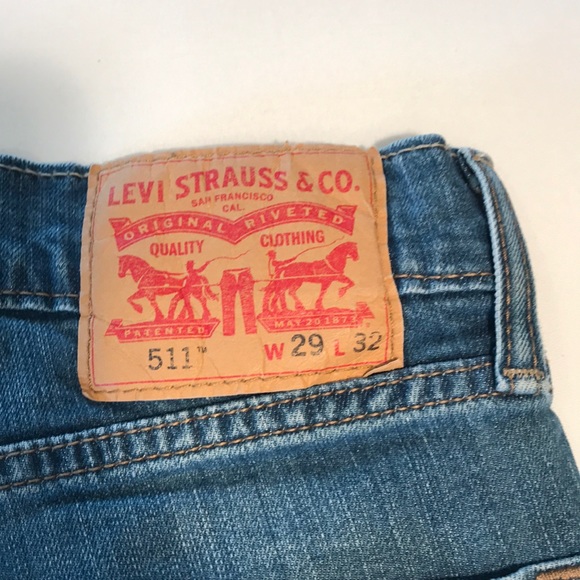 LEVI STRAUSS & CO.
SAN FRANCISCO
CAL.
ORIGINAL RIVETED
QUALITY CLOTHING
PATENTED MAY 20 1873
511™ W 29 L 32